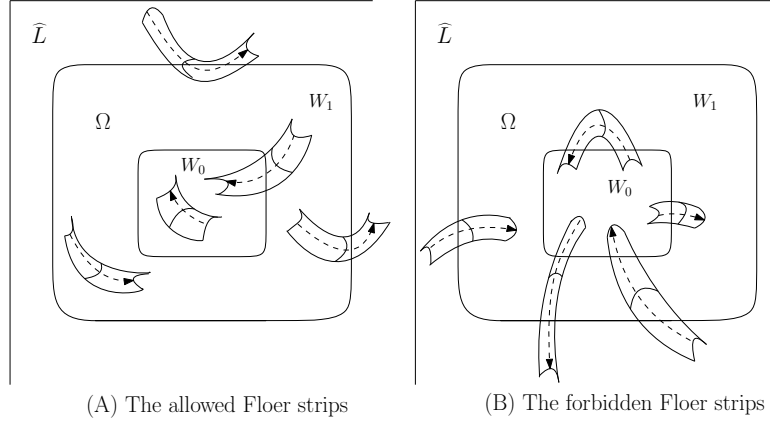 L̂
W₁
Ω
W₀
(A) The allowed Floer strips
L̂
W₁
Ω
W₀
(B) The forbidden Floer strips